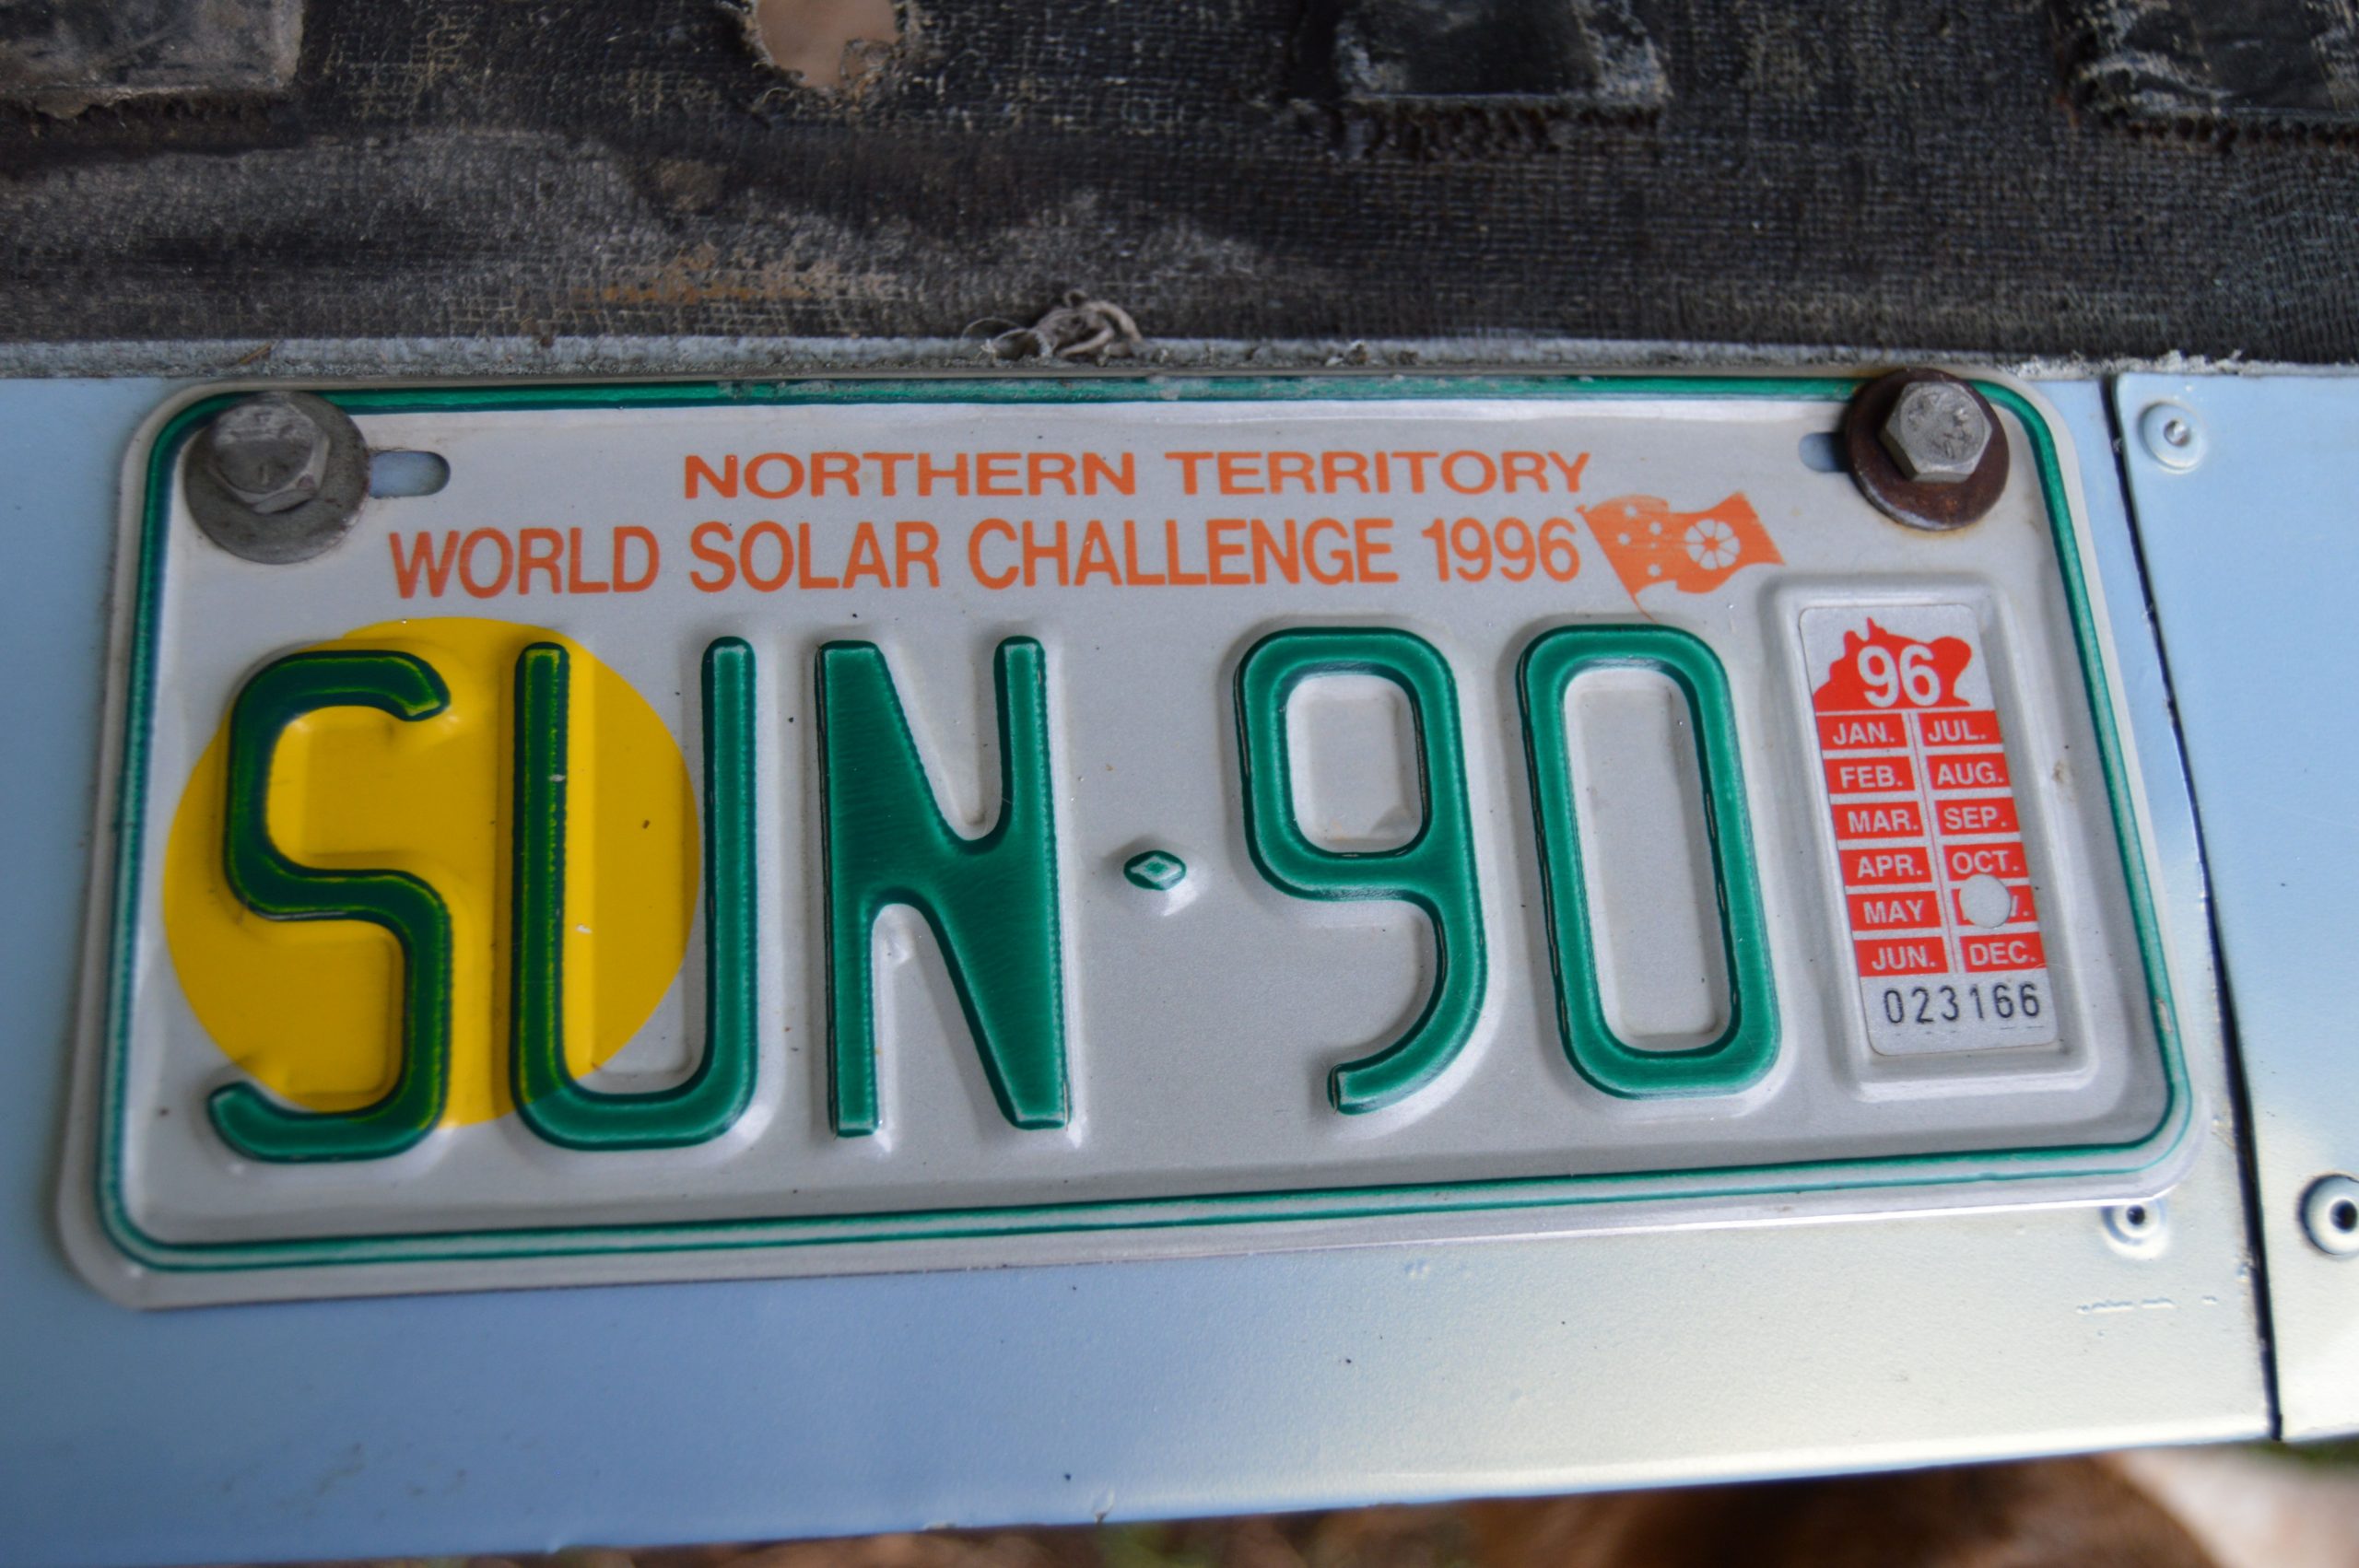 NORTHERN TERRITORY
WORLD SOLAR CHALLENGE 1996
SUN·90
96
JAN. JUL.
FEB. AUG.
MAR. SEP.
APR. OCT.
MAY
JUN. DEC.
023166